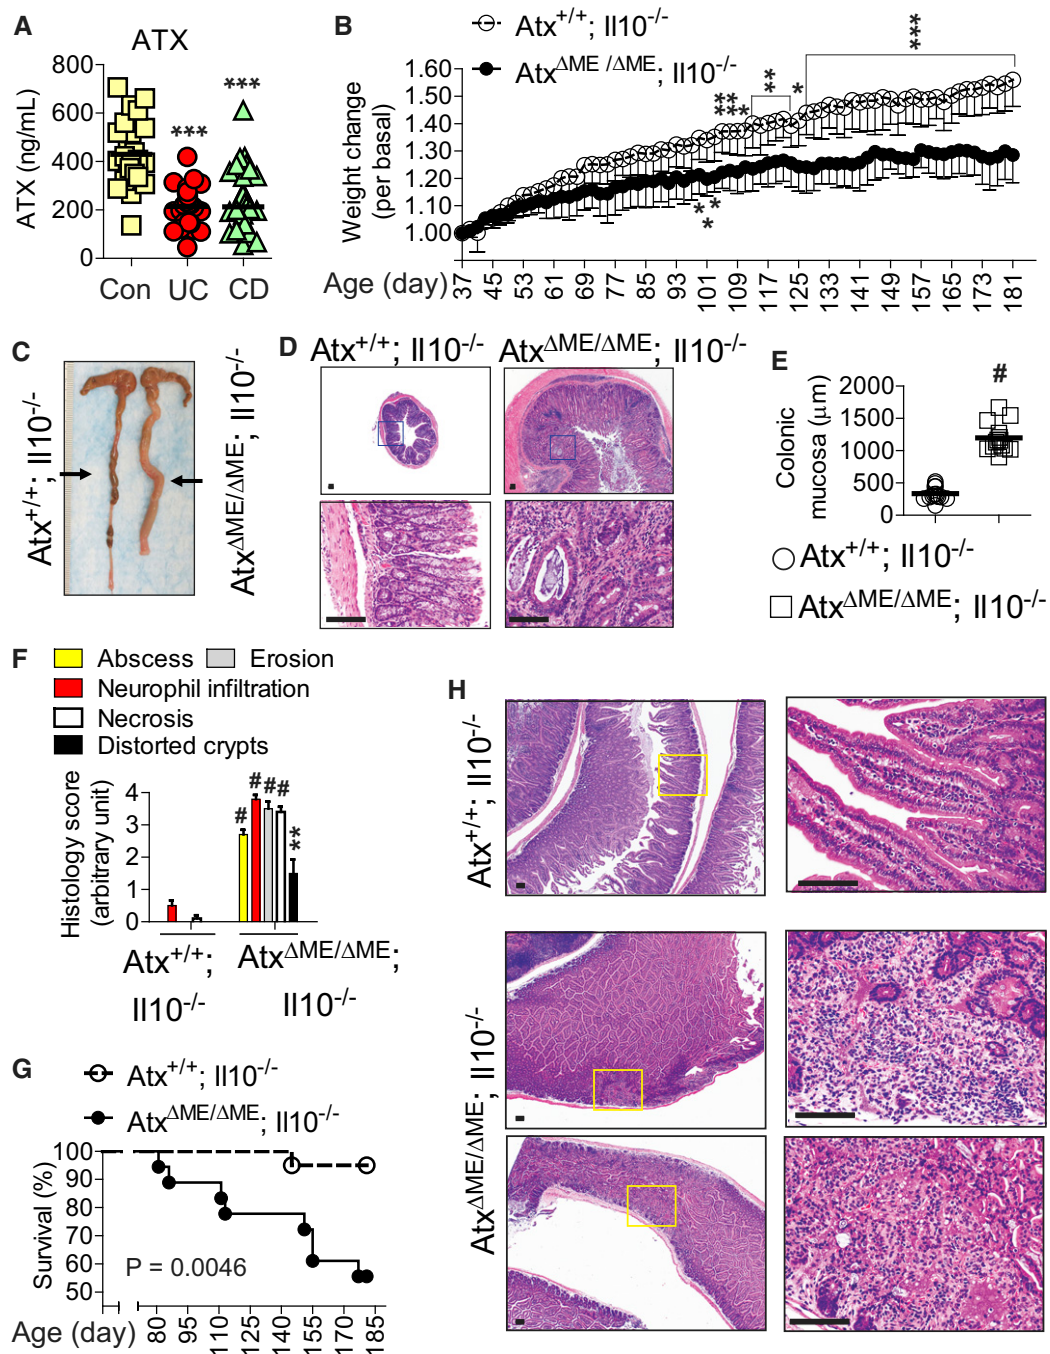 A
ATX
ATX (ng/mL)
800
600
400
200
0
***
***
Con
UC
CD
B
Atx+/+; Il10-/-
AtxΔME /ΔME; Il10-/-
Weight change
(per basal)
1.60
1.50
1.40
1.30
1.20
1.10
1.00
**
**
*
**
*
***
*
*
*
Age (day)
37
45
53
61
69
77
85
93
101
109
117
125
133
141
149
157
165
173
181
C
Atx+/+; Il10-/-
AtxΔME/ΔME; Il10-/-
D
Atx+/+; Il10-/-
AtxΔME/ΔME; Il10-/-
E
Colonic
mucosa (μm)
2000
1500
1000
500
0
#
Atx+/+; Il10-/-
AtxΔME/ΔME; Il10-/-
F
Abscess
Erosion
Neurophil infiltration
Necrosis
Distorted crypts
Histology score
(arbitrary unit)
4
3
2
1
0
#
#
#
#
**
Atx+/+;
Il10-/-
AtxΔME/ΔME;
Il10-/-
G
Atx+/+; Il10-/-
AtxΔME/ΔME; Il10-/-
Survival (%)
100
90
80
70
60
50
P = 0.0046
Age (day)
80
95
110
125
140
155
170
185
H
Atx+/+; Il10-/-
AtxΔME/ΔME; Il10-/-